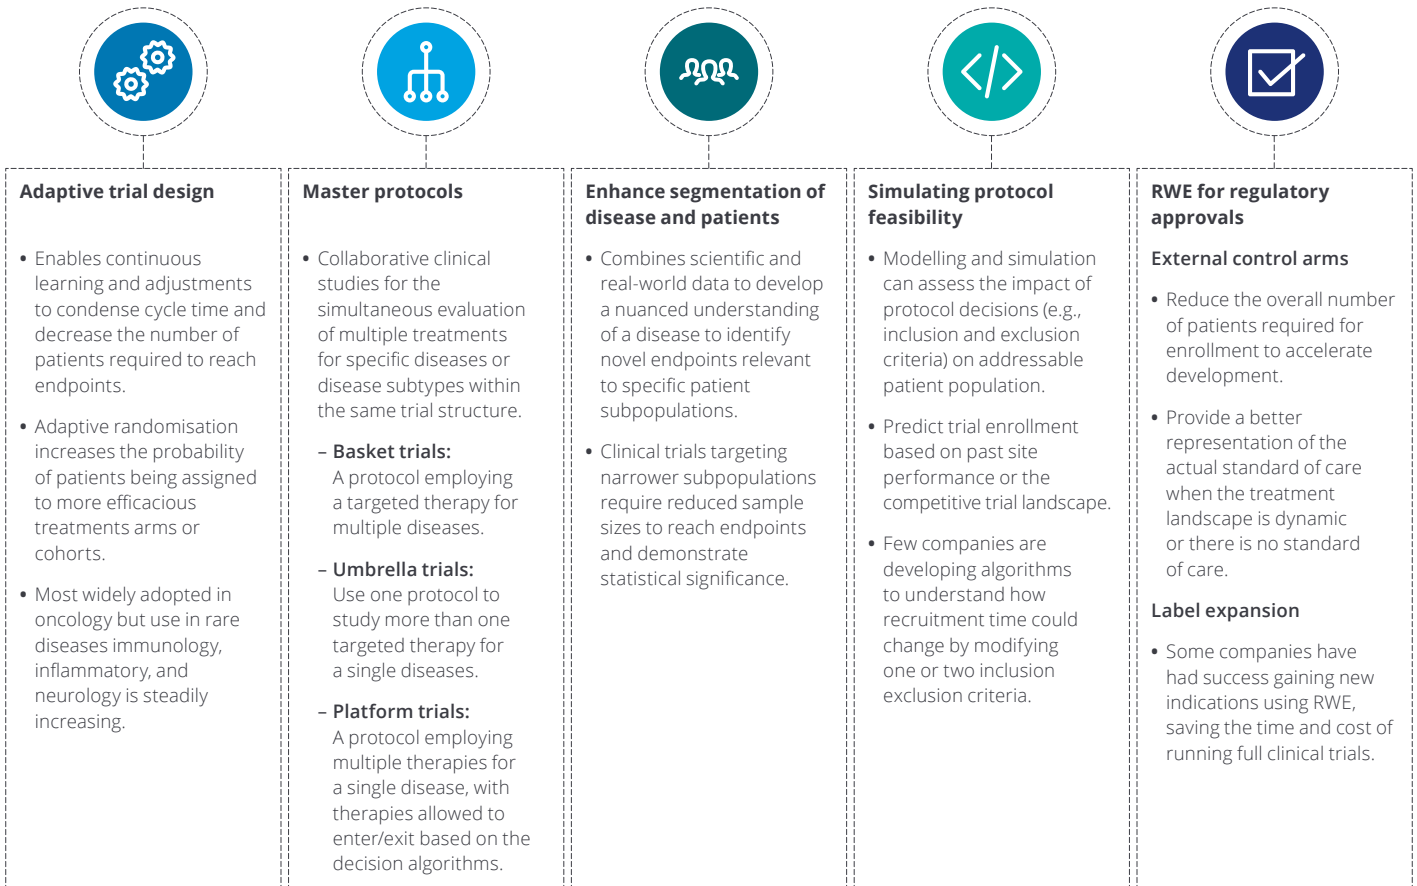 Adaptive trial design
• Enables continuous
learning and adjustments
to condense cycle time and
decrease the number of
patients required to reach
endpoints.
• Adaptive randomisation
increases the probability
of patients being assigned
to more efficacious
treatments arms or
cohorts.
• Most widely adopted in
oncology but use in rare
diseases immunology,
inflammatory, and
neurology is steadily
increasing.
Master protocols
• Collaborative clinical
studies for the
simultaneous evaluation
of multiple treatments
for specific diseases or
disease subtypes within
the same trial structure.
– Basket trials:
A protocol employing
a targeted therapy for
multiple diseases.
– Umbrella trials:
Use one protocol to
study more than one
targeted therapy for
a single diseases.
– Platform trials:
A protocol employing
multiple therapies for
a single disease, with
therapies allowed to
enter/exit based on the
decision algorithms.
Enhance segmentation of
disease and patients
• Combines scientific and
real-world data to develop
a nuanced understanding
of a disease to identify
novel endpoints relevant
to specific patient
subpopulations.
• Clinical trials targeting
narrower subpopulations
require reduced sample
sizes to reach endpoints
and demonstrate
statistical significance.
Simulating protocol
feasibility
• Modelling and simulation
can assess the impact of
protocol decisions (e.g.,
inclusion and exclusion
criteria) on addressable
patient population.
• Predict trial enrollment
based on past site
performance or the
competitive trial landscape.
• Few companies are
developing algorithms
to understand how
recruitment time could
change by modifying
one or two inclusion
exclusion criteria.
RWE for regulatory
approvals
External control arms
• Reduce the overall number
of patients required for
enrollment to accelerate
development.
• Provide a better
representation of the
actual standard of care
when the treatment
landscape is dynamic
or there is no standard
of care.
Label expansion
• Some companies have
had success gaining new
indications using RWE,
saving the time and cost of
running full clinical trials.